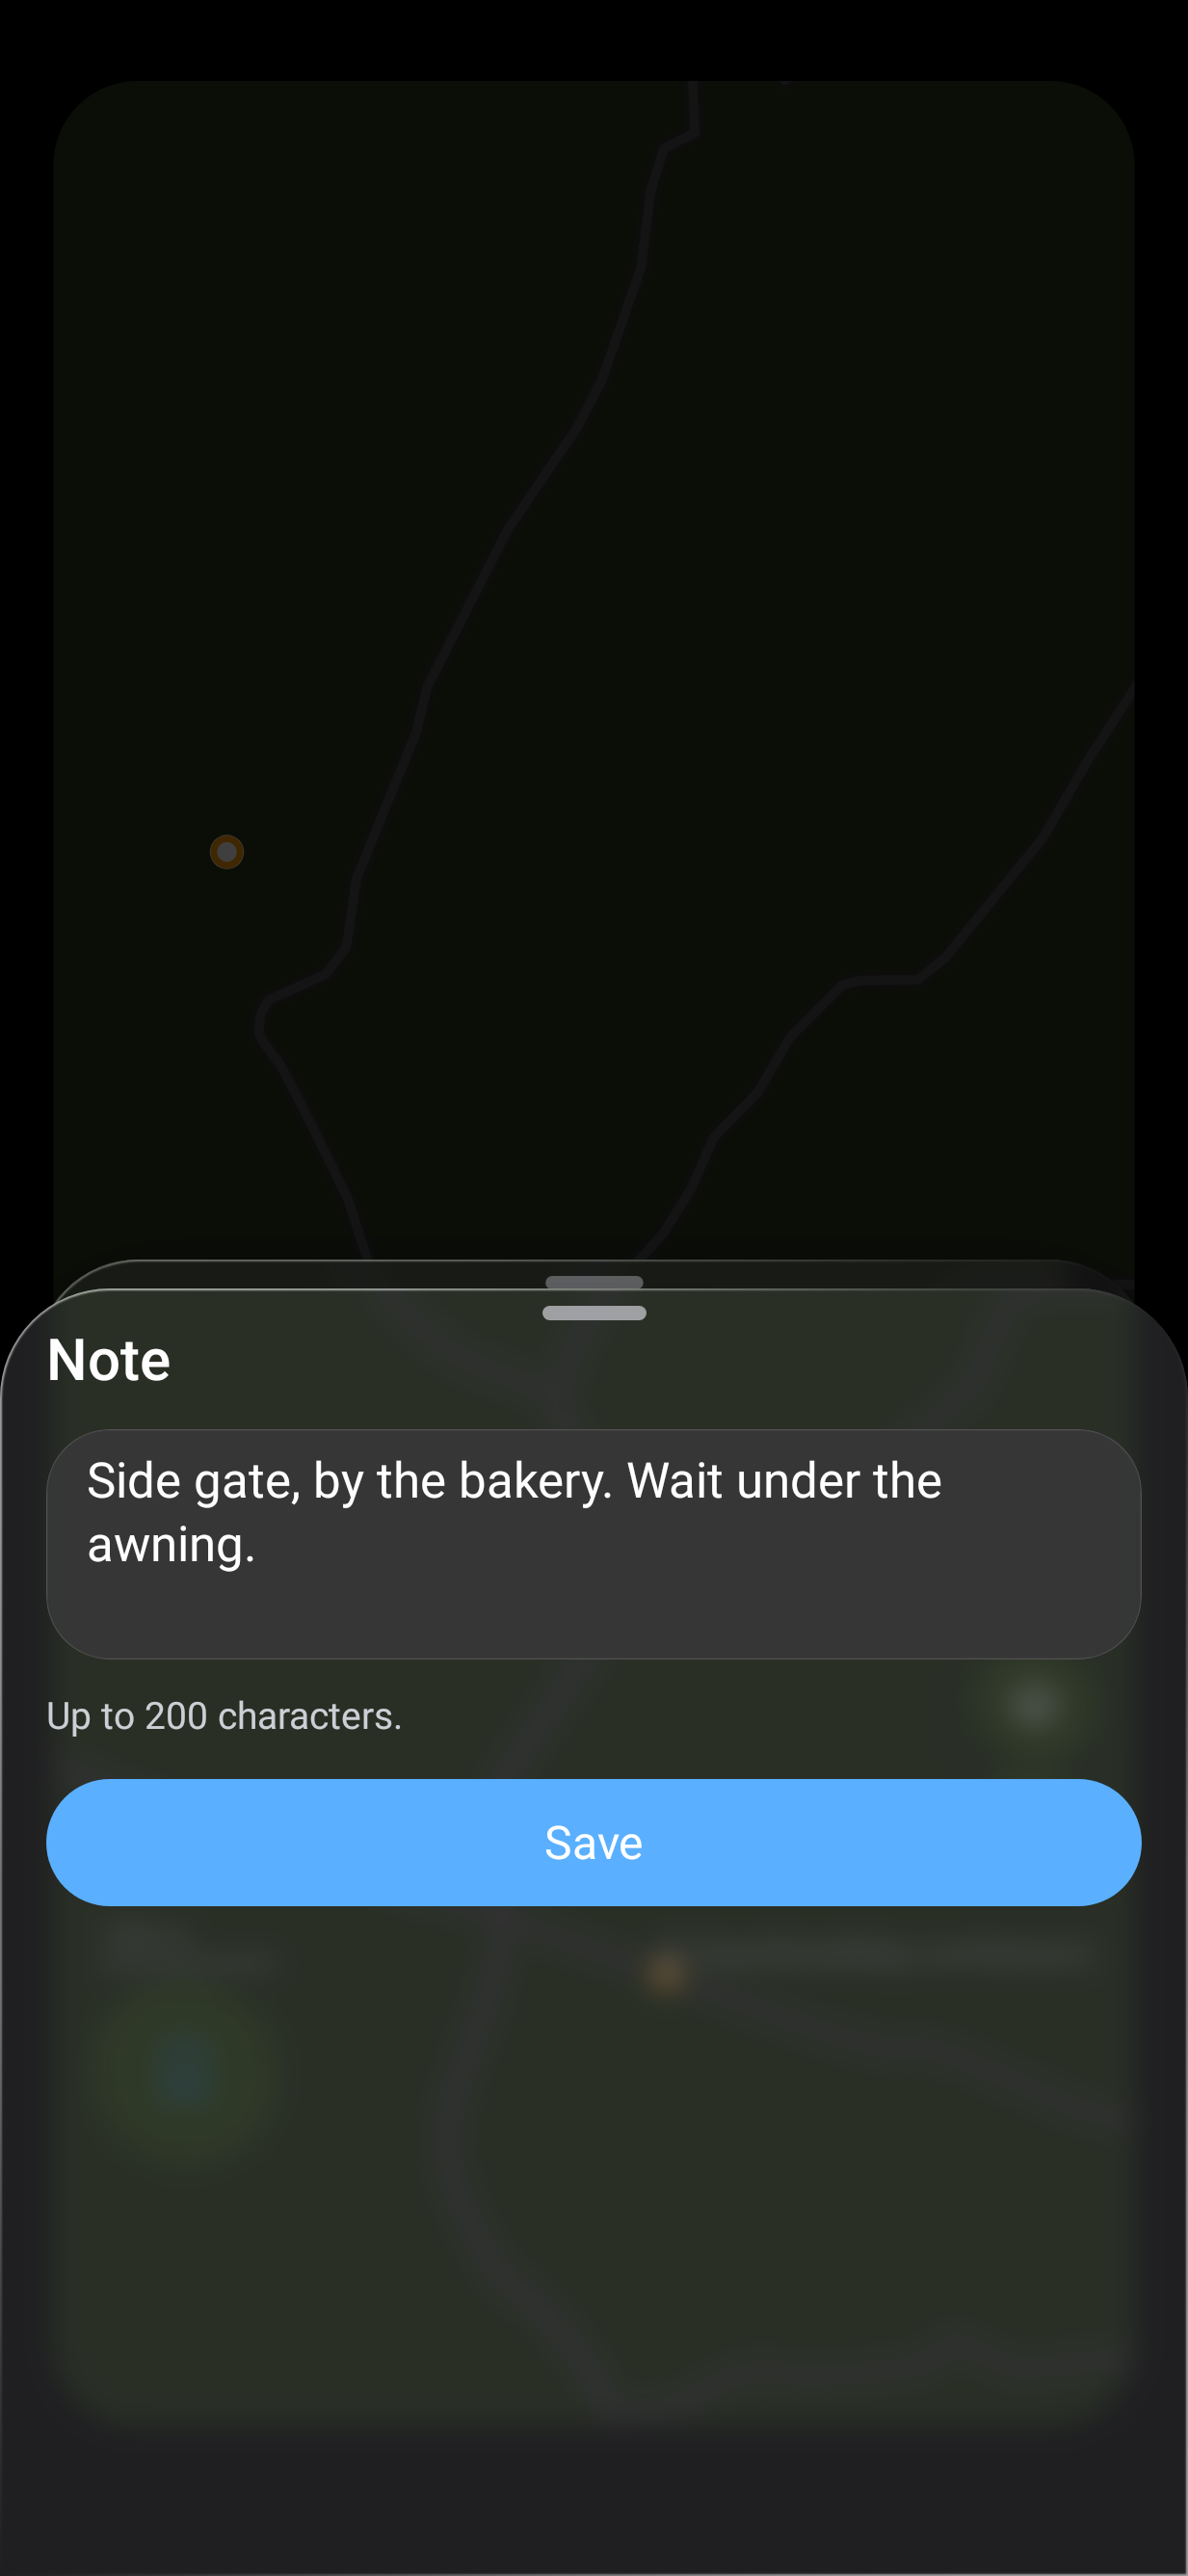 Note
Side gate, by the bakery. Wait under the
awning.
Up to 200 characters.
Save